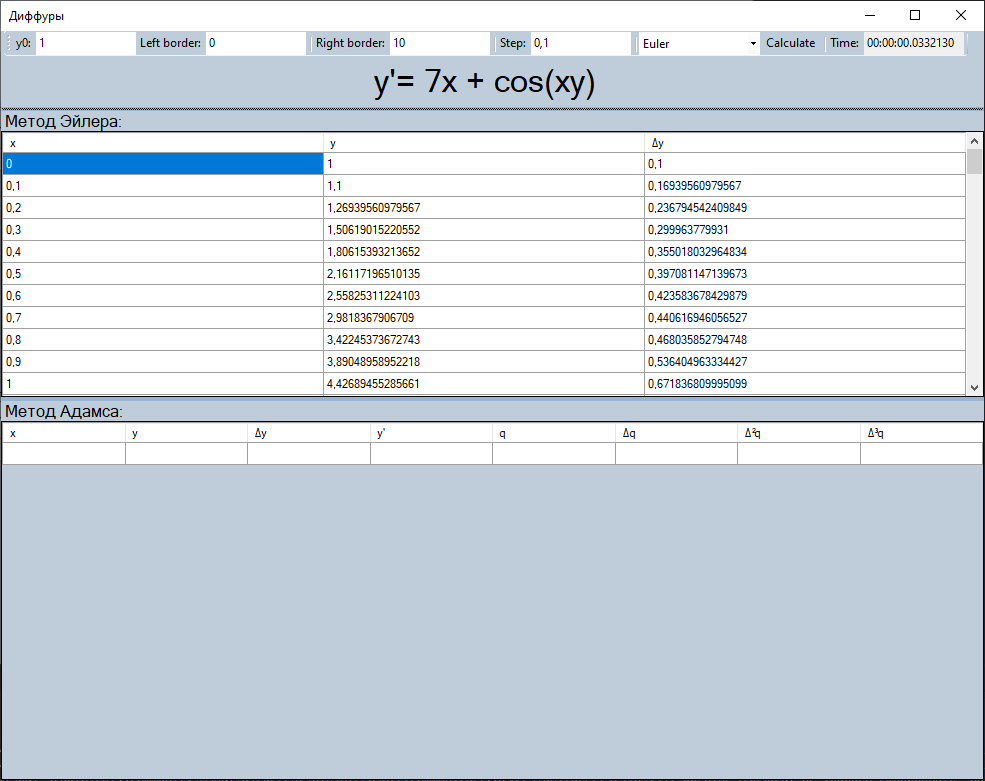 Диффуры
y0: 1 Left border: 0 Right border: 10 Step: 0,1 Euler Calculate Time: 00:00:00.0332130
y'= 7x + cos(xy)
Метод Эйлера:
x y Δy
0 1 0,1
0,1 1,1 0,16939560979567
0,2 1,26939560979567 0,236794542409849
0,3 1,50619015220552 0,299963779931
0,4 1,80615393213652 0,355018032964834
0,5 2,16117196510135 0,397081147139673
0,6 2,55825311224103 0,423583678429879
0,7 2,9818367906709 0,440616946056527
0,8 3,42245373672743 0,468035852794748
0,9 3,89048958952218 0,536404963334427
1 4,42689455285661 0,671836809995099
Метод Адамса:
x y Δy y' q Δq Δ²q Δ³q